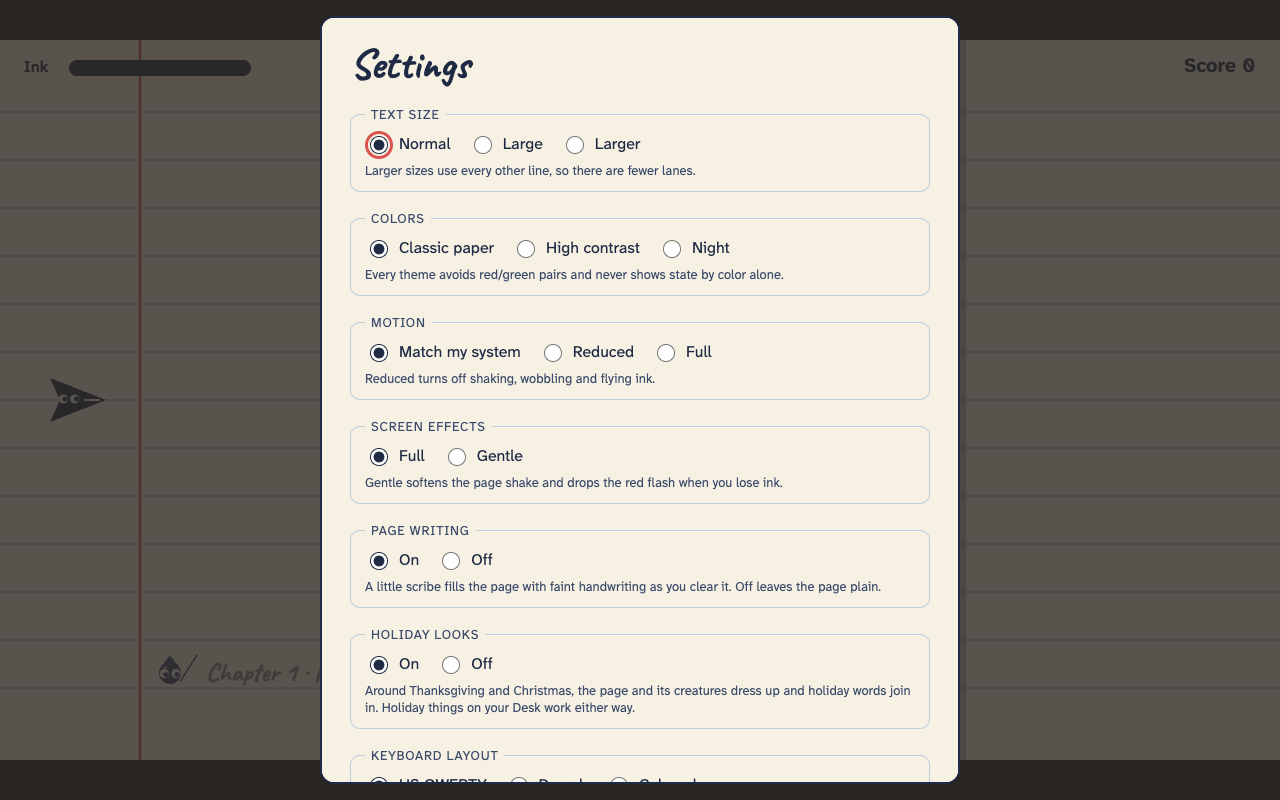 Ink
Score 0
Settings
TEXT SIZE
Normal Large Larger
Larger sizes use every other line, so there are fewer lanes.
COLORS
Classic paper High contrast Night
Every theme avoids red/green pairs and never shows state by color alone.
MOTION
Match my system Reduced Full
Reduced turns off shaking, wobbling and flying ink.
SCREEN EFFECTS
Full Gentle
Gentle softens the page shake and drops the red flash when you lose ink.
PAGE WRITING
On Off
A little scribe fills the page with faint handwriting as you clear it. Off leaves the page plain.
HOLIDAY LOOKS
On Off
Around Thanksgiving and Christmas, the page and its creatures dress up and holiday words join
in. Holiday things on your Desk work either way.
Chapter 1 ·
KEYBOARD LAYOUT
US QWERTY